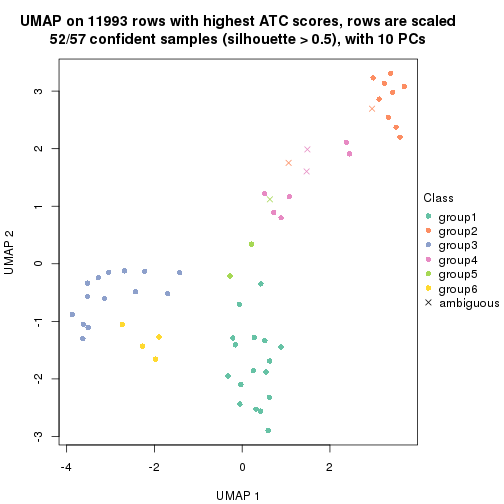 UMAP on 11993 rows with highest ATC scores, rows are scaled
52/57 confident samples (silhouette > 0.5), with 10 PCs
3
2
1
0
-1
-2
-3
UMAP 2
-4
-2
0
2
UMAP 1
Class
group1
group2
group3
group4
group5
group6
ambiguous